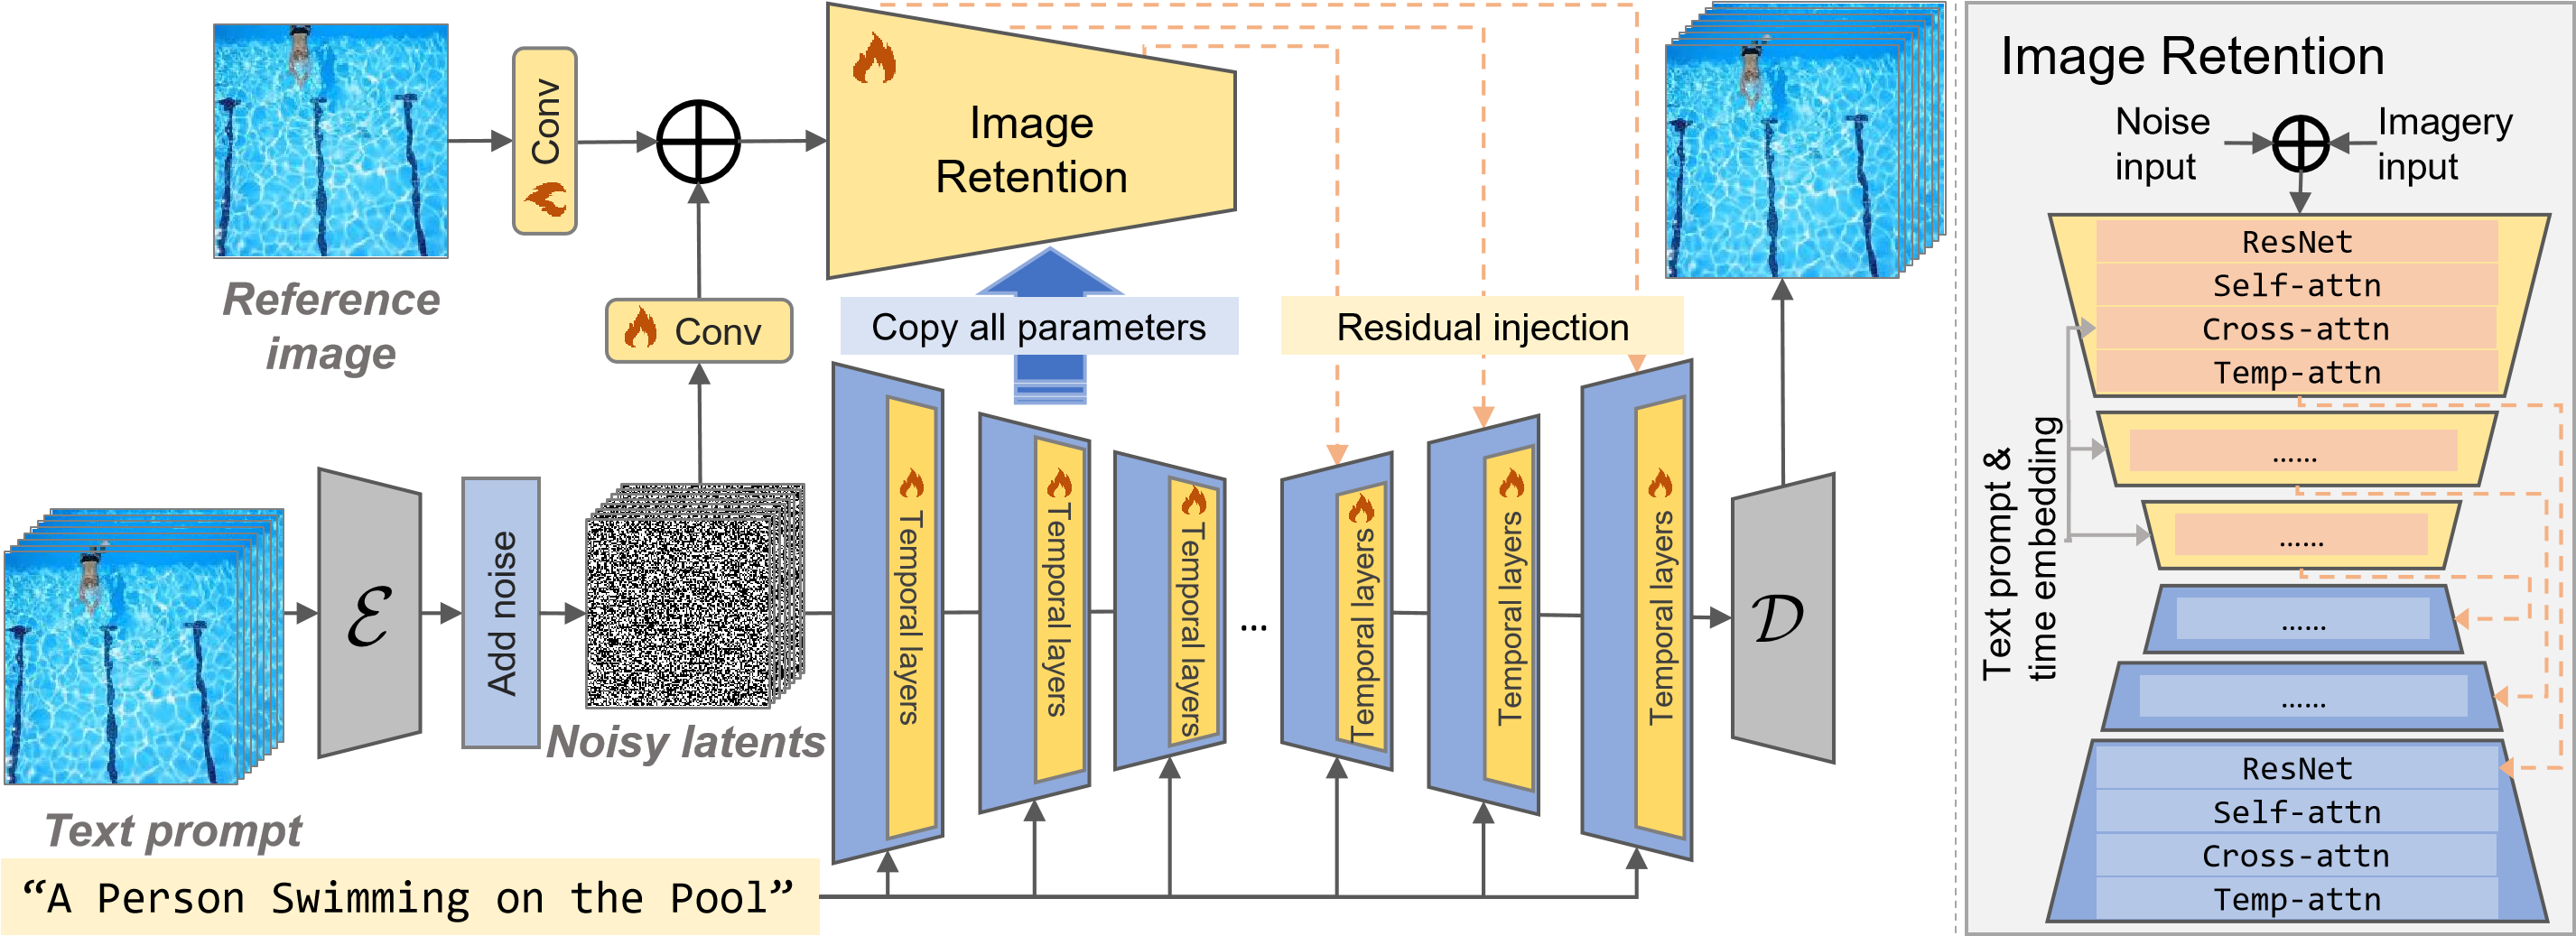 Reference
image
Conv
Conv
Image
Retention
Copy all parameters
Residual injection
ℰ
Add noise
Noisy latents
Temporal layers
Temporal layers
Temporal layers
...
Temporal layers
Temporal layers
Temporal layers
𝒟
Text prompt
“A Person Swimming on the Pool”
Image Retention
Noise
input
Imagery
input
ResNet
Self-attn
Cross-attn
Temp-attn
......
......
Text prompt &
time embedding
......
......
ResNet
Self-attn
Cross-attn
Temp-attn